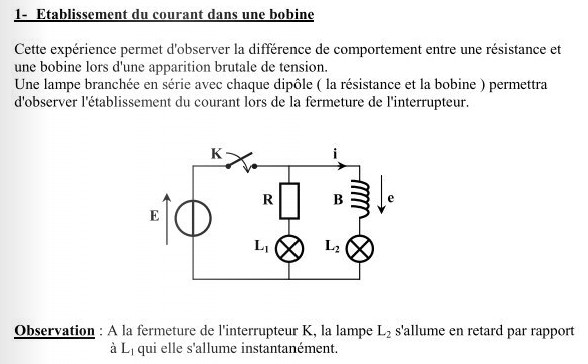 1- Etablissement du courant dans une bobine
Cette expérience permet d'observer la différence de comportement entre une résistance et
une bobine lors d'une apparition brutale de tension.
Une lampe branchée en série avec chaque dipôle ( la résistance et la bobine ) permettra
d'observer l'établissement du courant lors de la fermeture de l'interrupteur.
K
i
R
B
e
E
L₁
L₂
Observation : A la fermeture de l'interrupteur K, la lampe L₂ s'allume en retard par rapport
à L₁ qui elle s'allume instantanément.